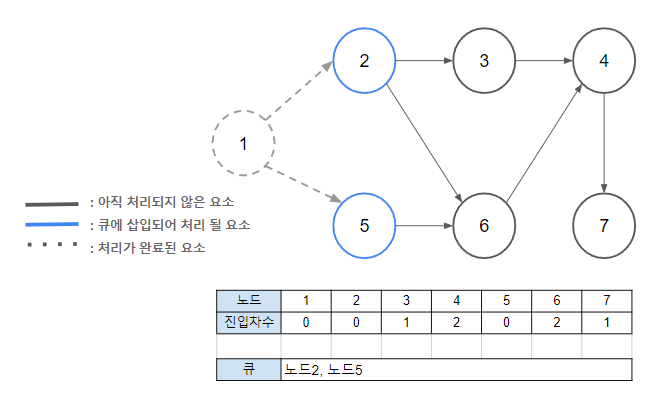 2
3
4
1
5
6
7
: 아직 처리되지 않은 요소
: 큐에 삽입되어 처리 될 요소
: 처리가 완료된 요소
노드 1 2 3 4 5 6 7
진입차수 0 0 1 2 0 2 1
큐 노드2, 노드5